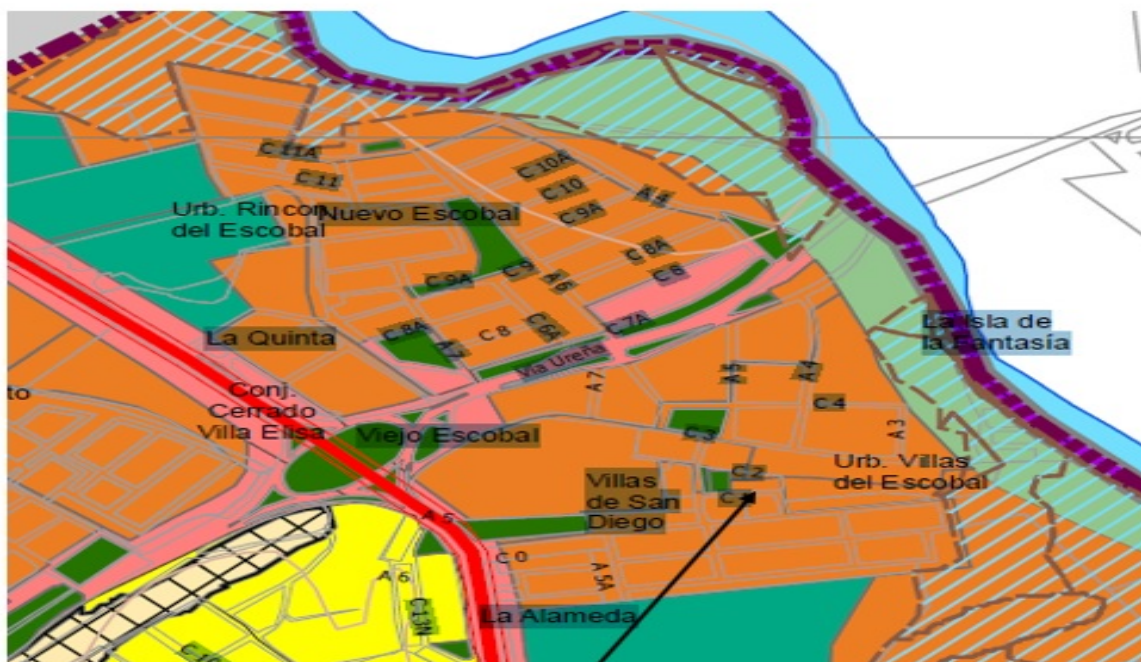 C 11A
C 11
C 10A
C 10
C 9A
A 4
Urb. Rincon
del Escobal
Nuevo Escobal
C 8A
C 8
C 9
C 9A
A 6
C 7A
C 6A
C 8
C 8A
A 7
La Quinta
Via Ureña
La Isla de
la Fantasía
A 5
A 4
A 7
C 4
to
Conj.
Cerrado
Villa Elisa
Viejo Escobal
C 3
A 3
C 2
Urb. Villas
del Escobal
Villas
de San
Diego
A 5
C 0
A 5A
A 6
C 13N
La Alameda